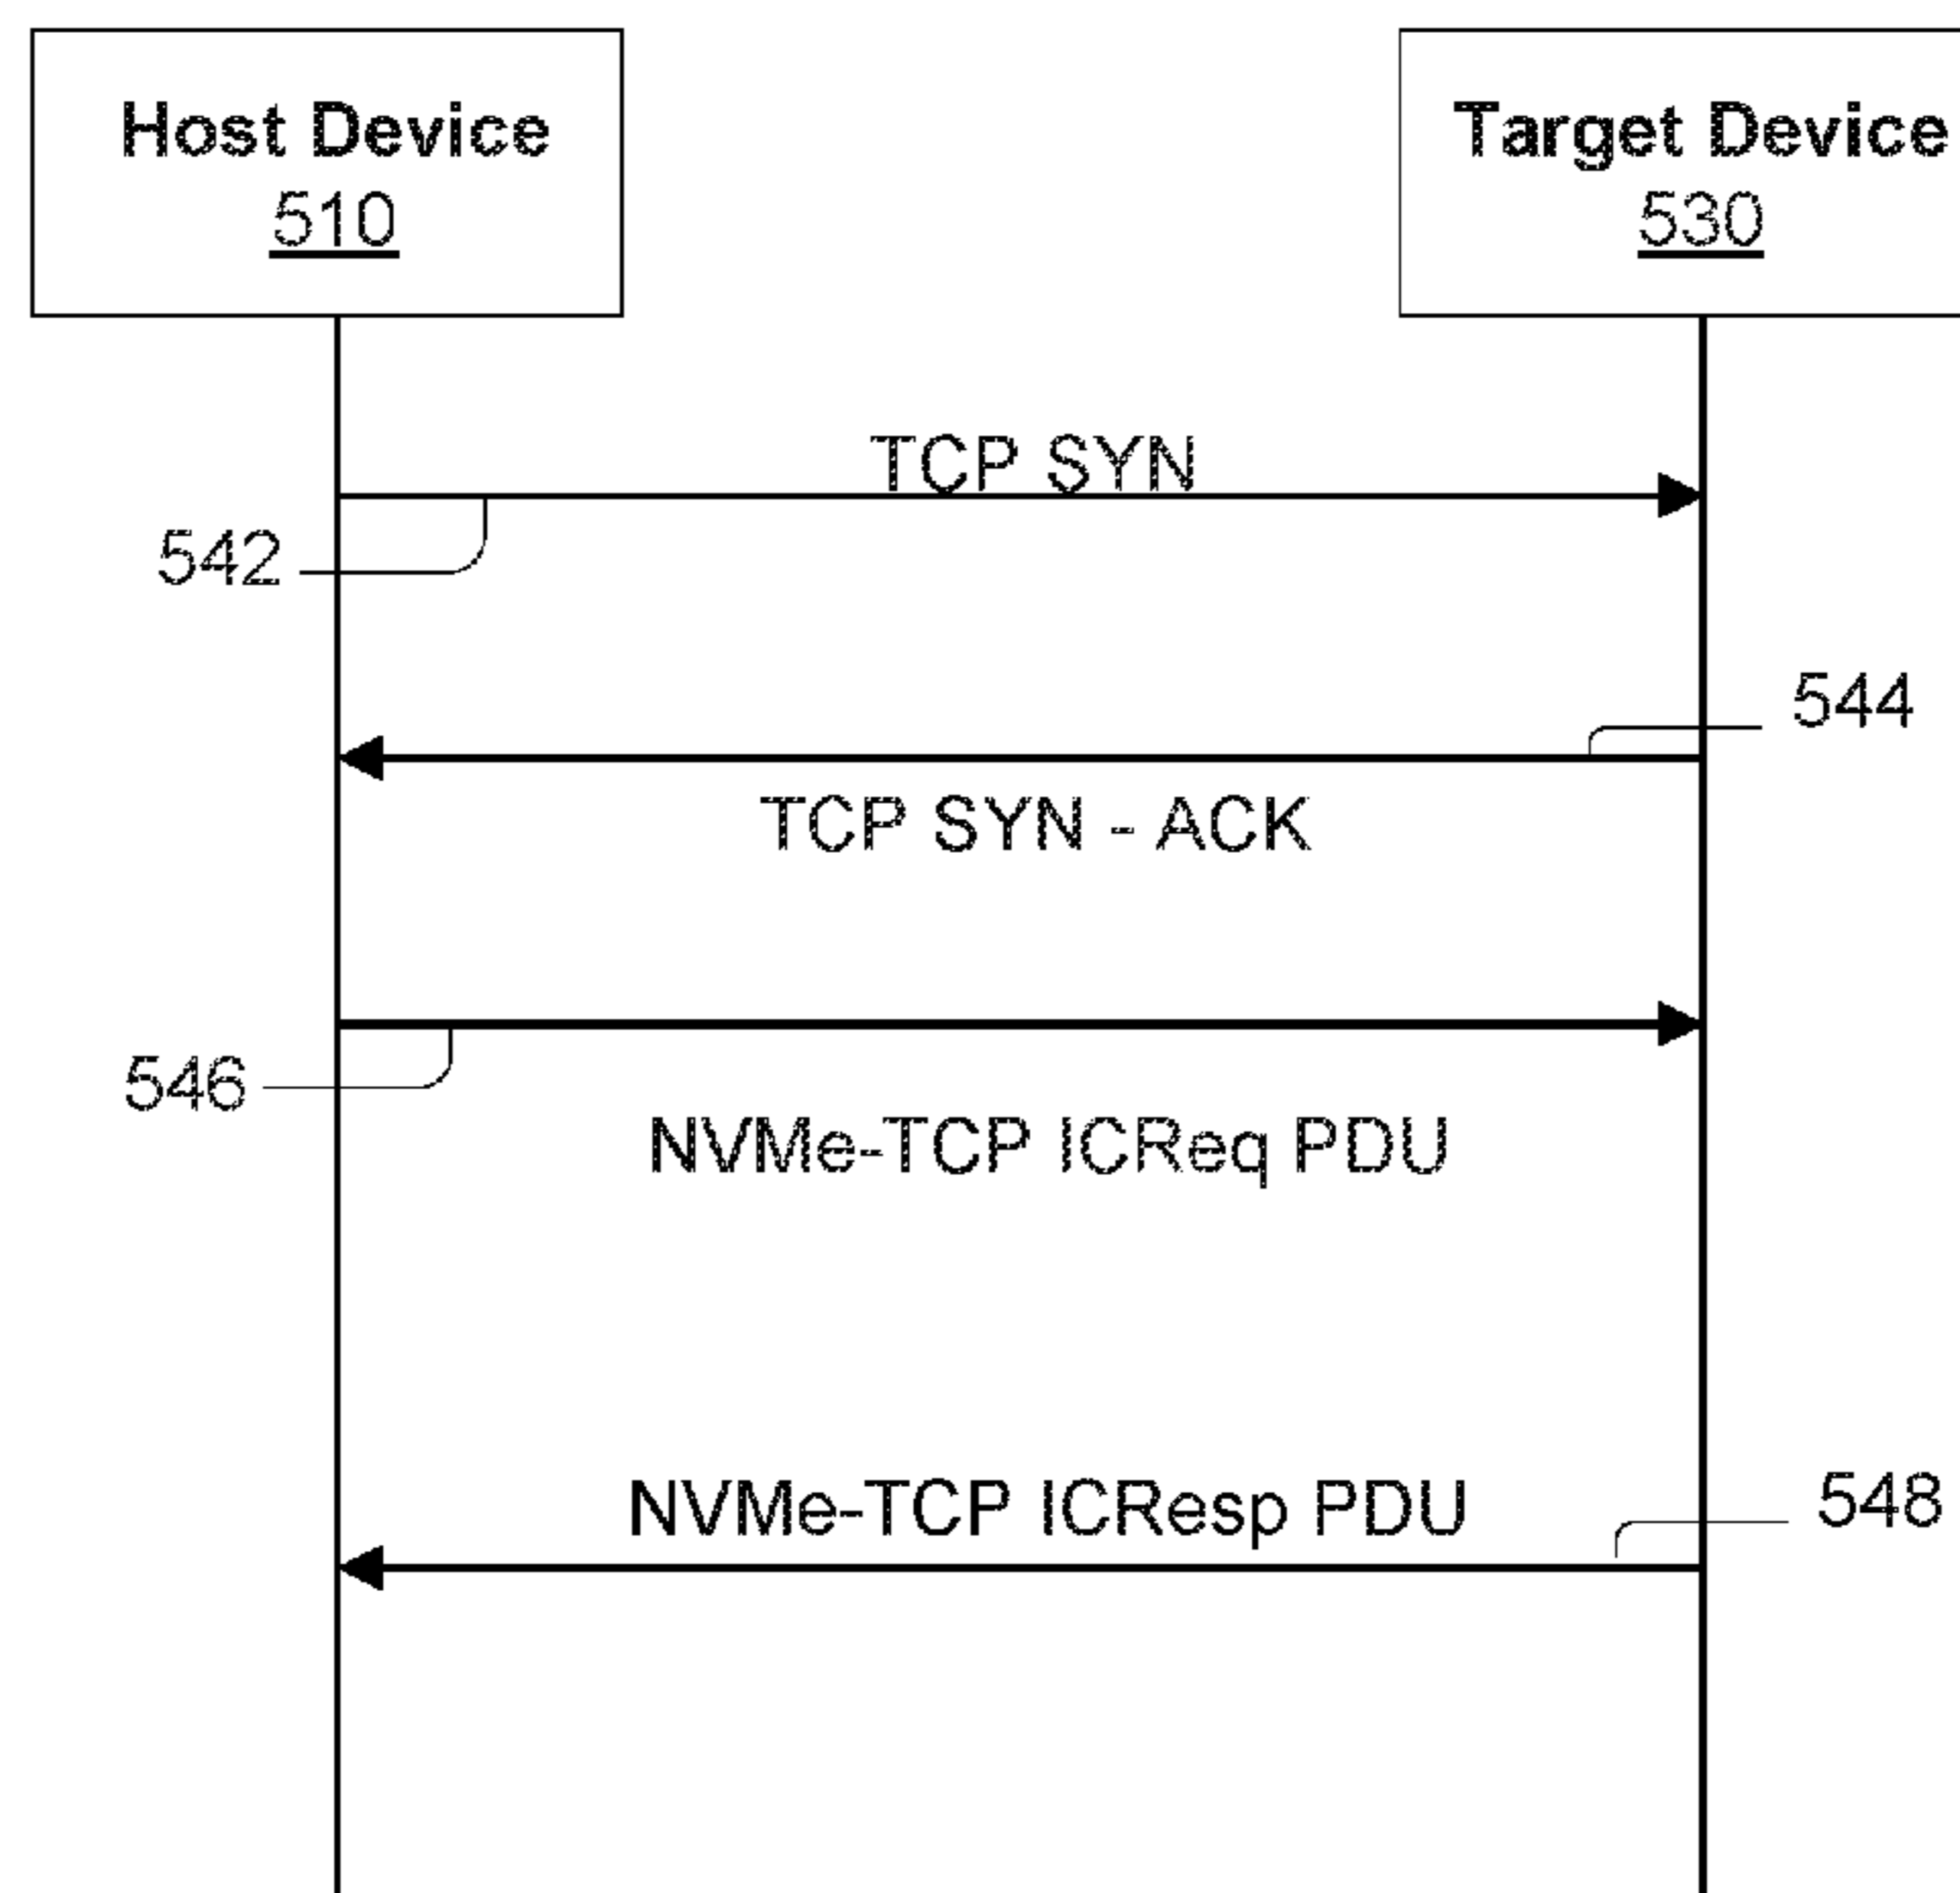 Host Device
510
Target Device
530
TCP SYN
542
544
TCP SYN - ACK
546
NVMe-TCP ICReq PDU
NVMe-TCP ICResp PDU
548